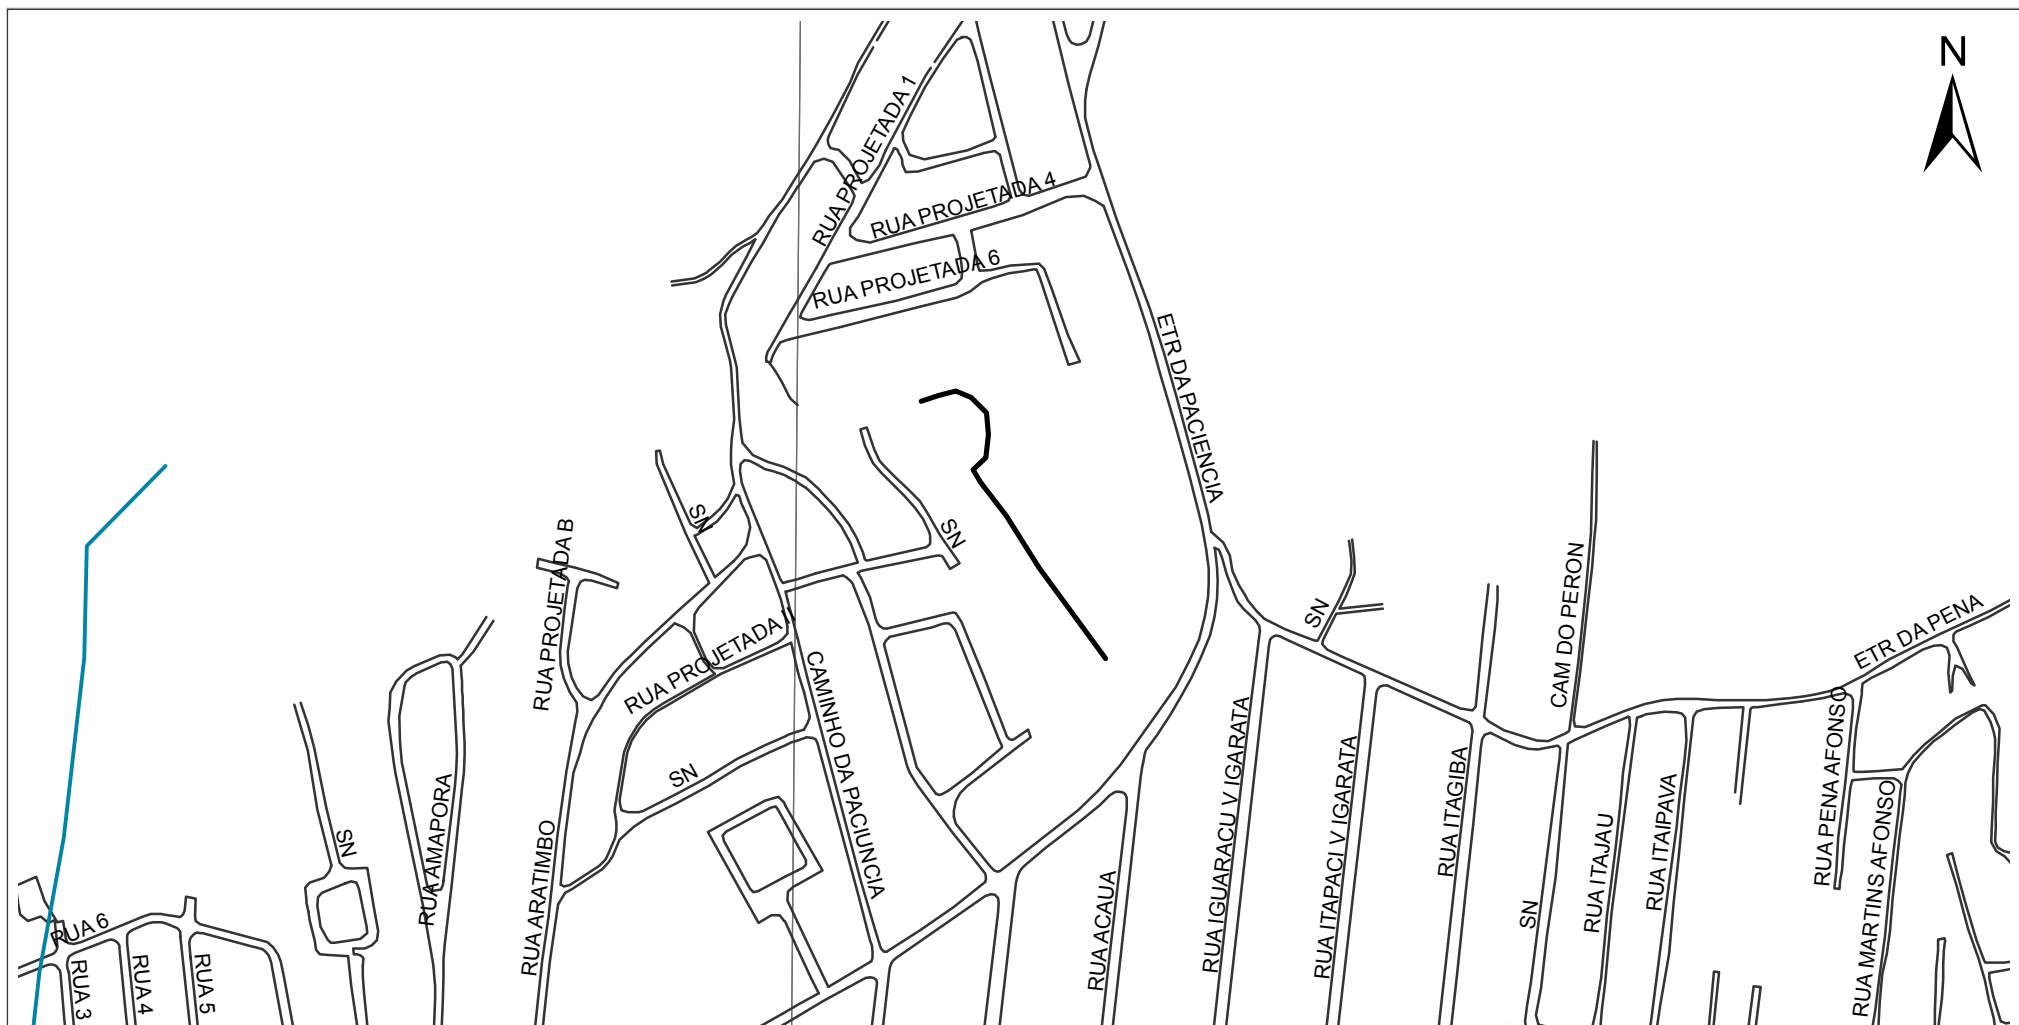 N
RUA PROJETADA 1
RUA PROJETADA 4
RUA PROJETADA 6
ETR DA PACIENCIA
SN
SN
RUA PROJETADA B
RUA PROJETADA II
CAMINHO DA PACIUNCIA
SN
SN
CAM DO PERON
ETR DA PENA
RUA AMAPORA
SN
RUA ARATIMBO
RUA ACAUA
RUA IGUARACU V IGARATA
RUA ITAPACI V IGARATA
RUA ITAGIBA
SN
RUA ITAJAU
RUA ITAIPAVA
RUA PENA AFONSO
RUA MARTINS AFONSO
RUA 6
RUA 3
RUA 4
RUA 5